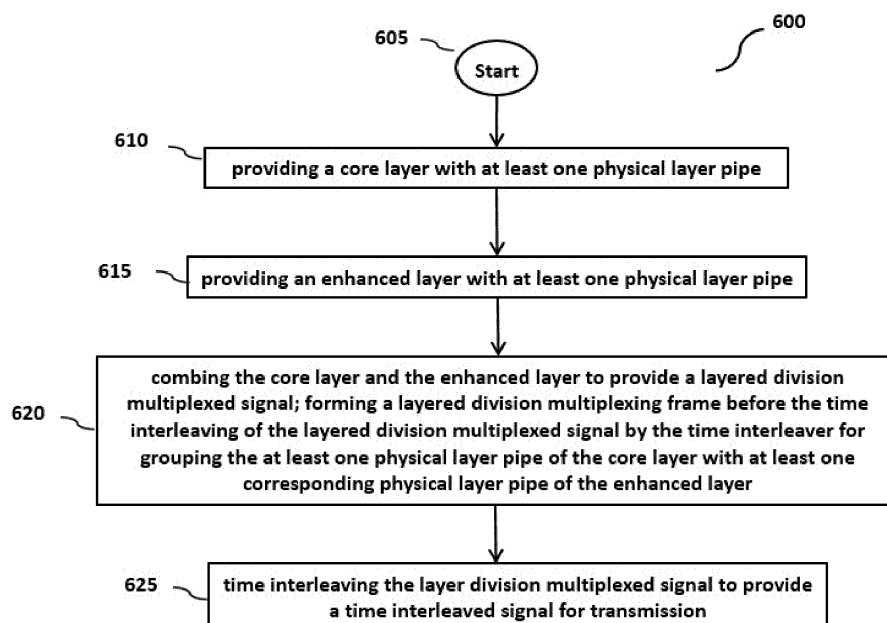 605
600
Start
610
providing a core layer with at least one physical layer pipe
615
providing an enhanced layer with at least one physical layer pipe
620
combing the core layer and the enhanced layer to provide a layered division
multiplexed signal; forming a layered division multiplexing frame before the time
interleaving of the layered division multiplexed signal by the time interleaver for
grouping the at least one physical layer pipe of the core layer with at least one
corresponding physical layer pipe of the enhanced layer
625
time interleaving the layer division multiplexed signal to provide
a time interleaved signal for transmission